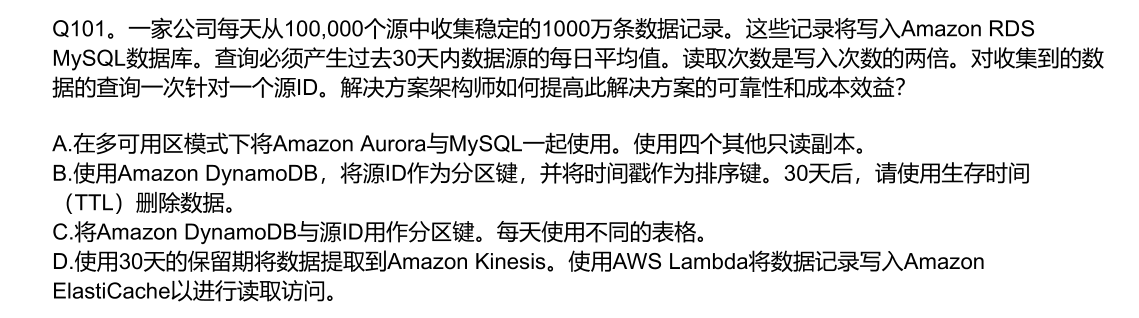 Q101。一家公司每天从100,000个源中收集稳定的1000万条数据记录。这些记录将写入Amazon RDS
MySQL数据库。查询必须产生过去30天内数据源的每日平均值。读取次数是写入次数的两倍。对收集到的数
据的查询一次针对一个源ID。解决方案架构师如何提高此解决方案的可靠性和成本效益？
A.在多可用区模式下将Amazon Aurora与MySQL一起使用。使用四个其他只读副本。
B.使用Amazon DynamoDB，将源ID作为分区键，并将时间戳作为排序键。30天后，请使用生存时间
（TTL）删除数据。
C.将Amazon DynamoDB与源ID用作分区键。每天使用不同的表格。
D.使用30天的保留期将数据提取到Amazon Kinesis。使用AWS Lambda将数据记录写入Amazon
ElastiCache以进行读取访问。